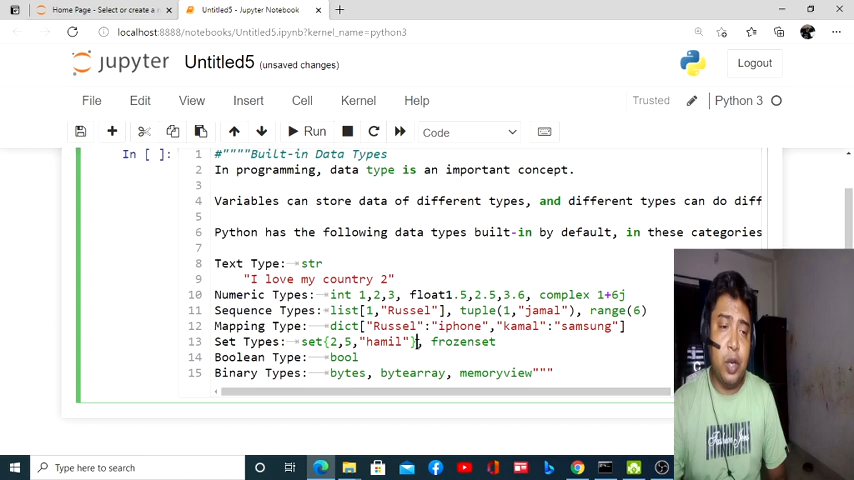 Home Page - Select or create a n
Untitled5 - Jupyter Notebook
localhost:8888/notebooks/Untitled5.ipynb?kernel_name=python3
jupyter Untitled5 (unsaved changes)
Logout
File Edit View Insert Cell Kernel Help
Trusted
Python 3
Run
Code
In [ ]:
1 #""""Built-in Data Types
2 In programming, data type is an important concept.
3
4 Variables can store data of different types, and different types can do diff
5
6 Python has the following data types built-in by default, in these categories
7
8 Text Type: str
9 "I love my country 2"
10 Numeric Types: int 1,2,3, float1.5,2.5,3.6, complex 1+6j
11 Sequence Types: list[1,"Russel"], tuple(1,"jamal"), range(6)
12 Mapping Type: dict["Russel":"iphone","kamal":"samsung"]
13 Set Types: set{2,5,"hamil"}, frozenset
14 Boolean Type: bool
15 Binary Types: bytes, bytearray, memoryview"""
Type here to search